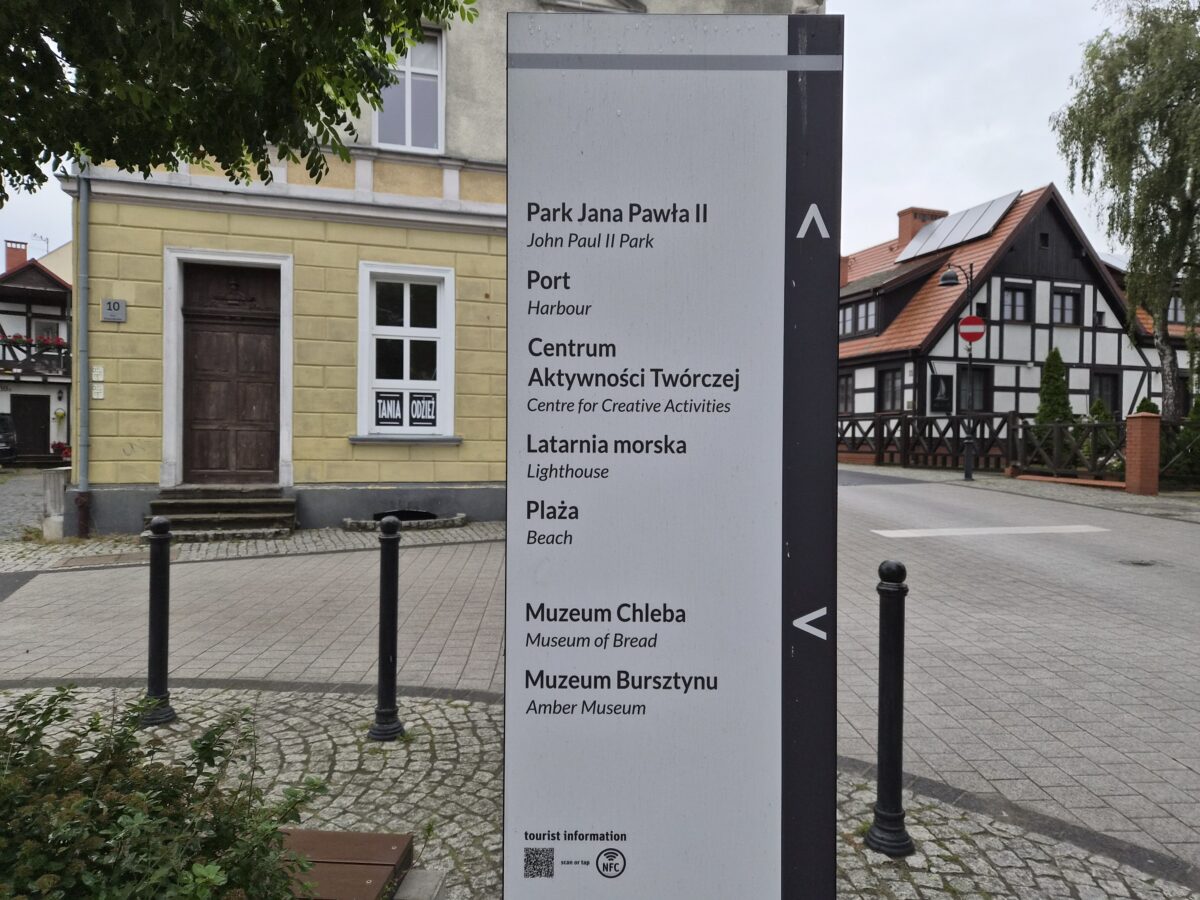 Park Jana Pawła II
John Paul II Park
Port
Harbour
Centrum
Aktywności Twórczej
Centre for Creative Activities
Latarnia morska
Lighthouse
Plaża
Beach
Muzeum Chleba
Museum of Bread
Muzeum Bursztynu
Amber Museum
tourist information
scan or tap
NFC
10
TANIA ODZIEŻ